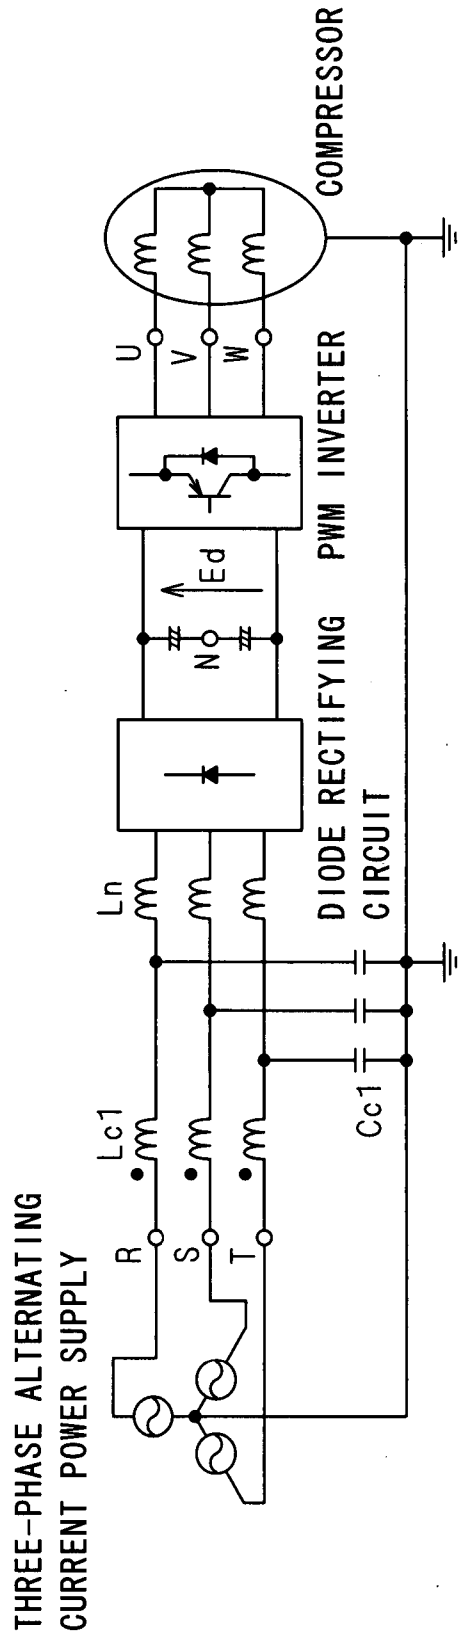 THREE-PHASE ALTERNATING
CURRENT POWER SUPPLY
R
S
T
Lc1
Cc1
Ln
DIODE RECTIFYING
CIRCUIT
N
Ed
PWM INVERTER
U
V
W
COMPRESSOR